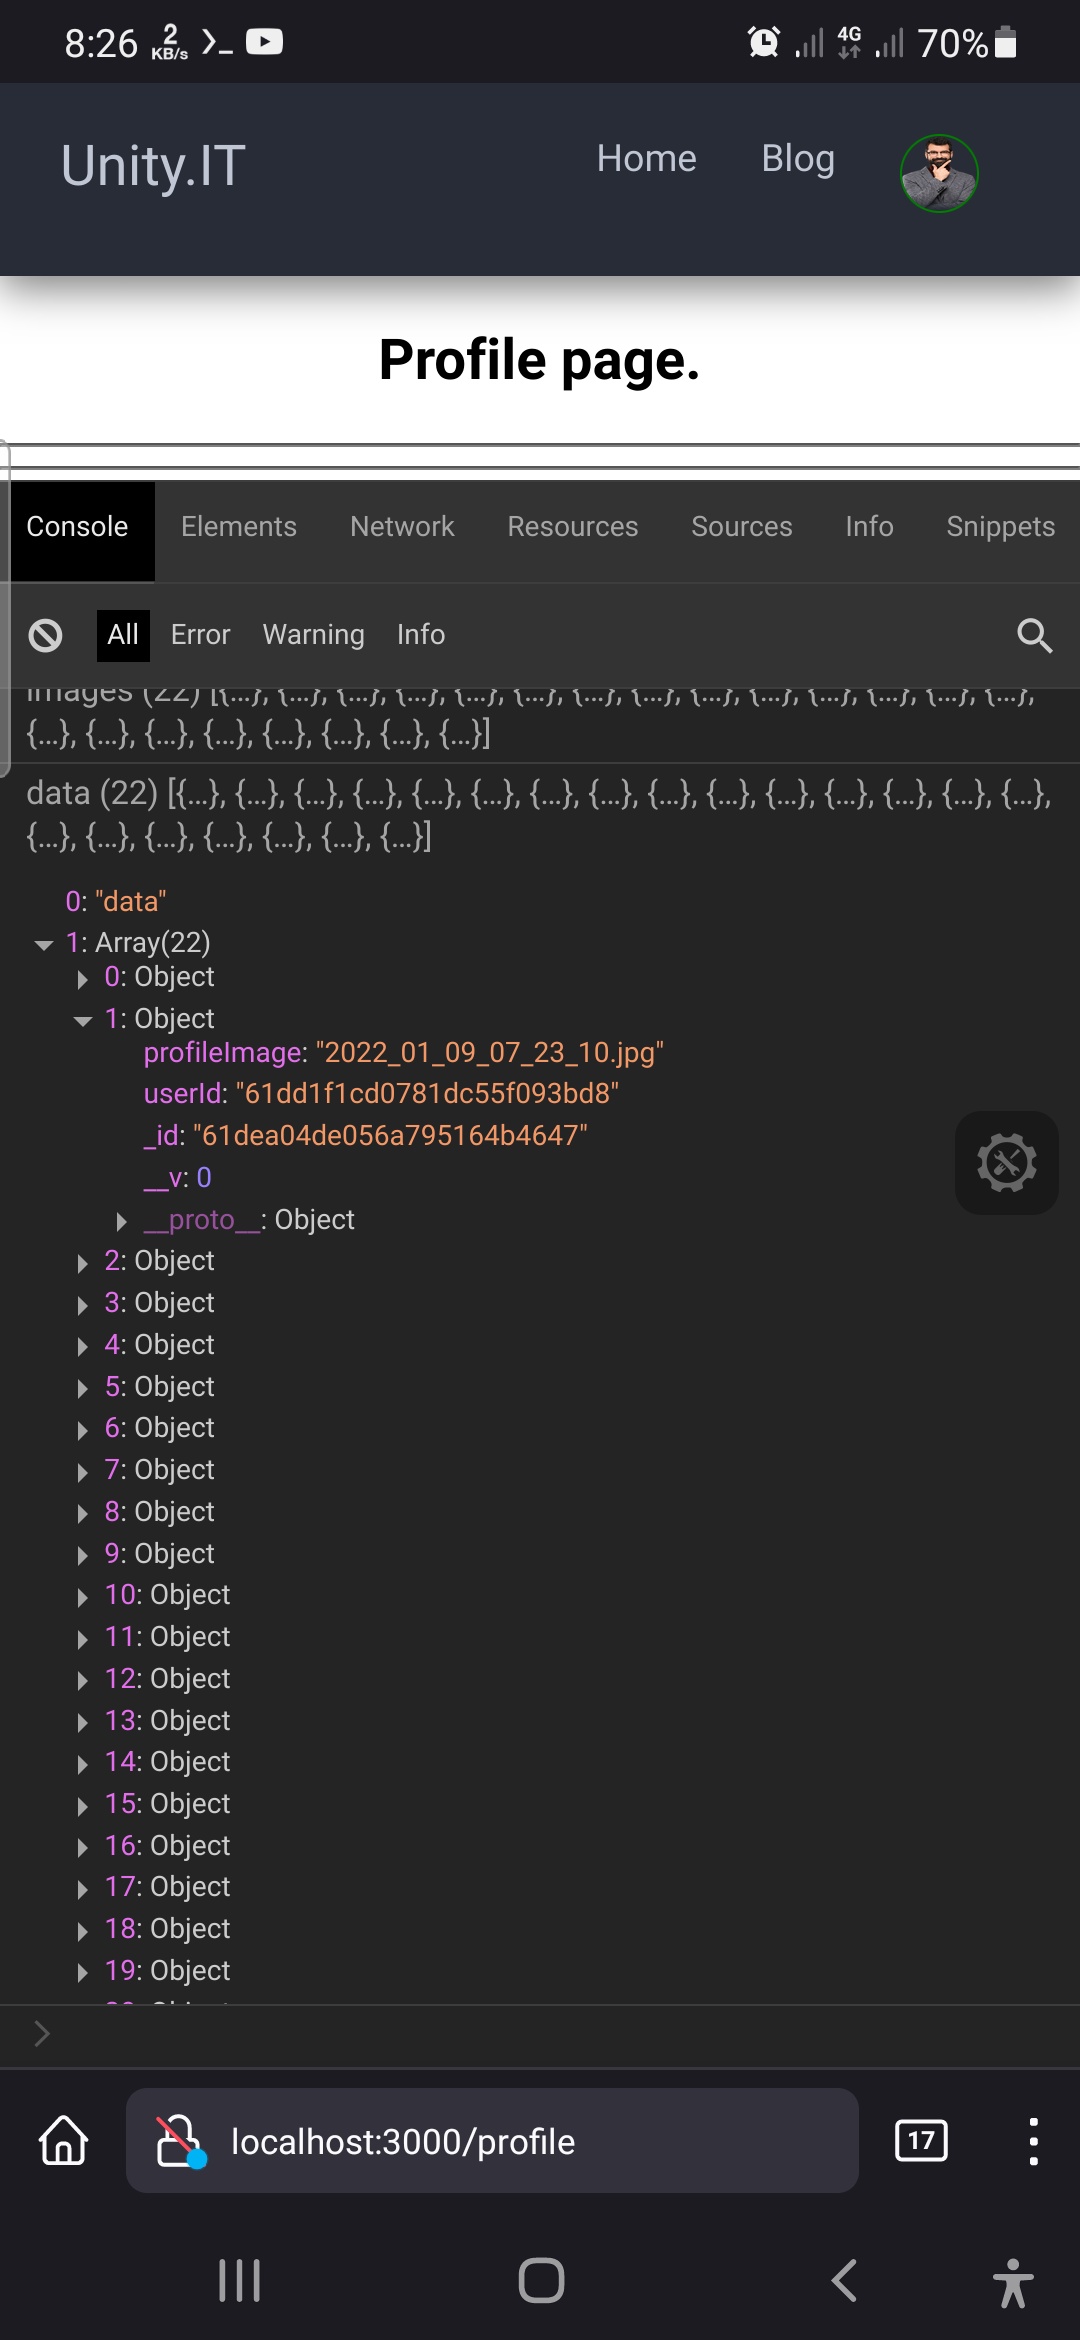 8:26 2 KB/s 4G 70%
Unity.IT Home Blog
Profile page.
Console Elements Network Resources Sources Info Snippets
All Error Warning Info
images (22) [{…}, {…}, {…}, {…}, {…}, {…}, {…}, {…}, {…}, {…}, {…}, {…}, {…}, {…},
{…}, {…}, {…}, {…}, {…}, {…}, {…}, {…}]
data (22) [{…}, {…}, {…}, {…}, {…}, {…}, {…}, {…}, {…}, {…}, {…}, {…}, {…}, {…}, {…},
{…}, {…}, {…}, {…}, {…}, {…}, {…}]
0: "data"
1: Array(22)
0: Object
1: Object
profileImage: "2022_01_09_07_23_10.jpg"
userId: "61dd1f1cd0781dc55f093bd8"
_id: "61dea04de056a795164b4647"
__v: 0
__proto__: Object
2: Object
3: Object
4: Object
5: Object
6: Object
7: Object
8: Object
9: Object
10: Object
11: Object
12: Object
13: Object
14: Object
15: Object
16: Object
17: Object
18: Object
19: Object
localhost:3000/profile 17